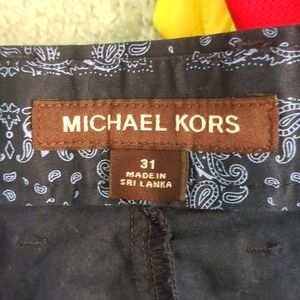 MICHAEL KORS
31
MADE IN
SRI LANKA